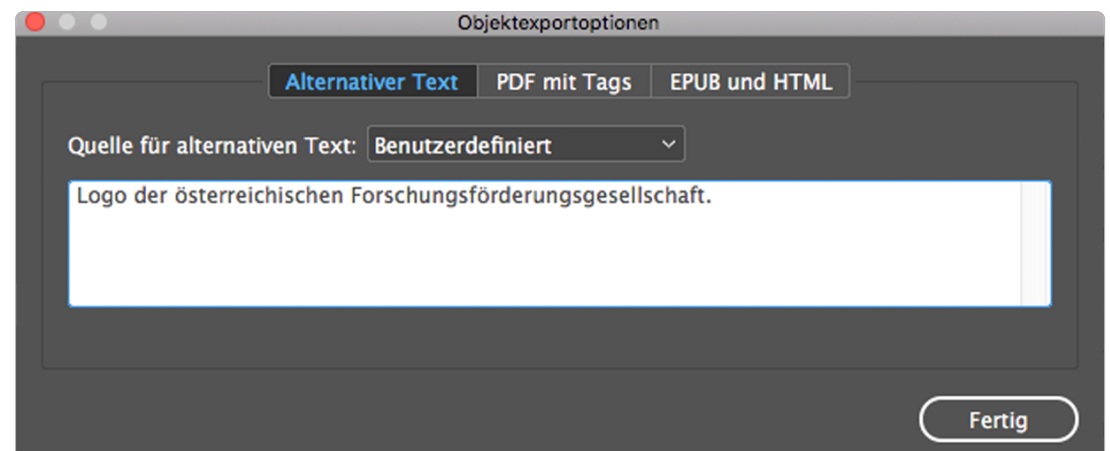 Objektexportoptionen
Alternativer Text PDF mit Tags EPUB und HTML
Quelle für alternativen Text: Benutzerdefiniert
Logo der österreichischen Forschungsförderungsgesellschaft.
Fertig